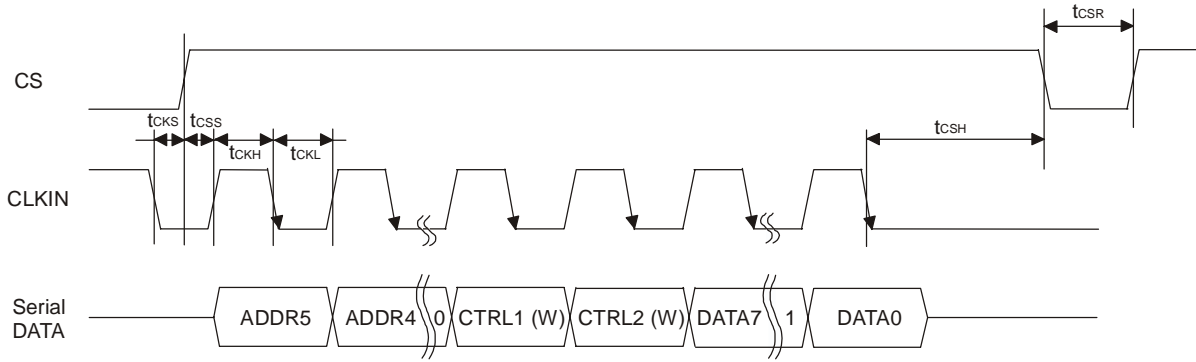 tCSR
CS
tCKS tCSS
tCKH tCKL
tCSH
CLKIN
Serial
DATA
ADDR5 ADDR4 0 CTRL1 (W) CTRL2 (W) DATA7 1 DATA0